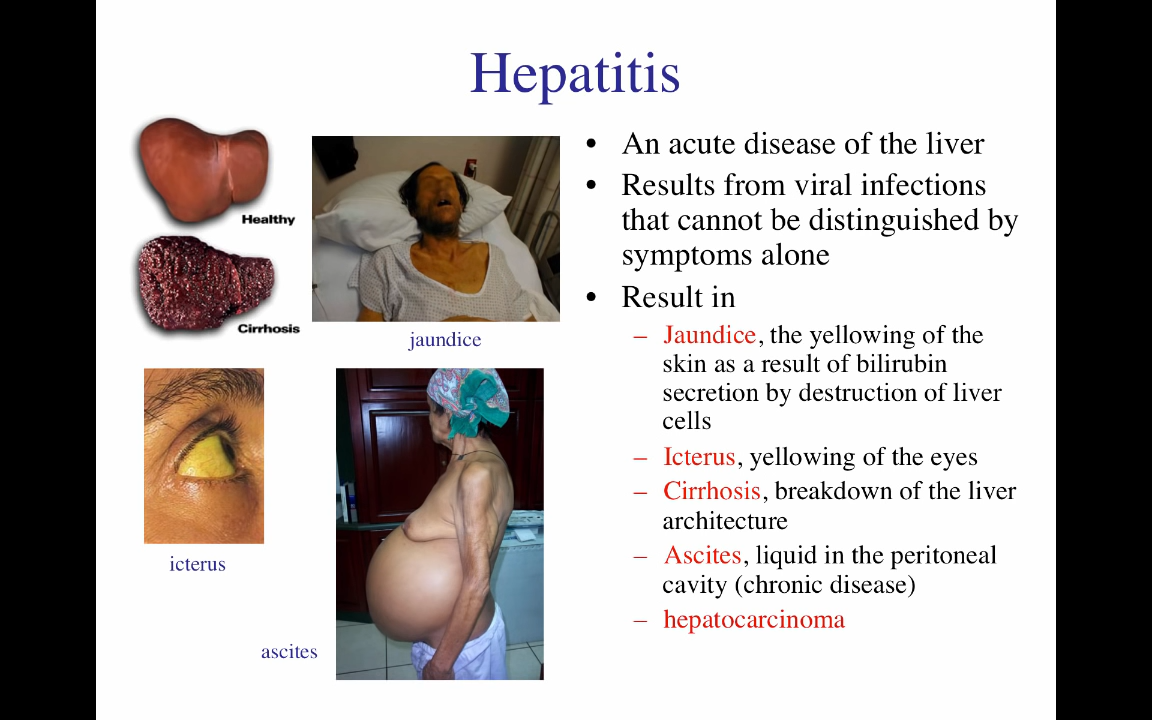 Hepatitis
Healthy
Cirrhosis
jaundice
icterus
ascites
• An acute disease of the liver
• Results from viral infections
that cannot be distinguished by
symptoms alone
• Result in
– Jaundice, the yellowing of the
skin as a result of bilirubin
secretion by destruction of liver
cells
– Icterus, yellowing of the eyes
– Cirrhosis, breakdown of the liver
architecture
– Ascites, liquid in the peritoneal
cavity (chronic disease)
– hepatocarcinoma